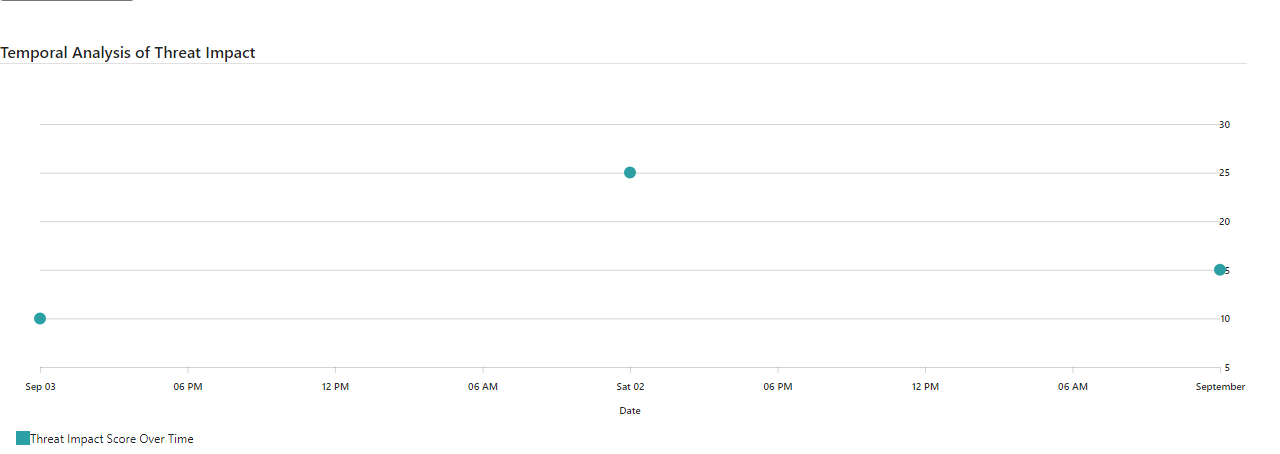 Temporal Analysis of Threat Impact
30
25
20
5
10
5
Sep 03 06 PM 12 PM 06 AM Sat 02 06 PM 12 PM 06 AM September
Date
Threat Impact Score Over Time